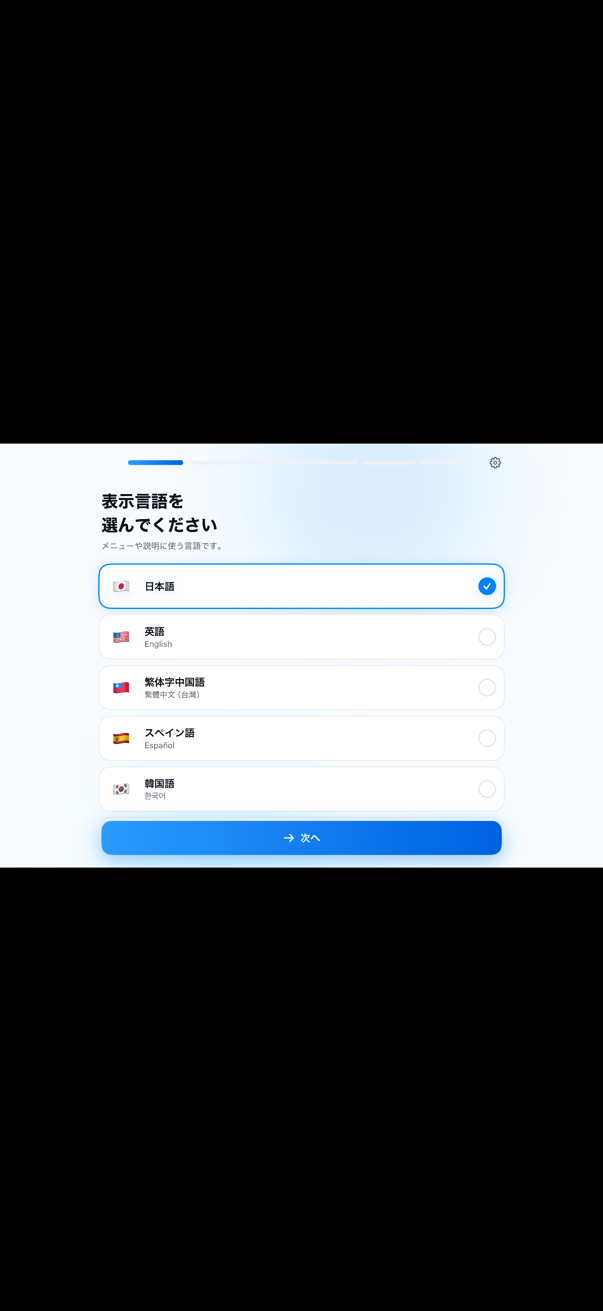 表示言語を
選んでください
メニューや説明に使う言語です。
日本語
英語
English
繁体字中国語
繁體中文（台灣）
スペイン語
Español
韓国語
한국어
次へ